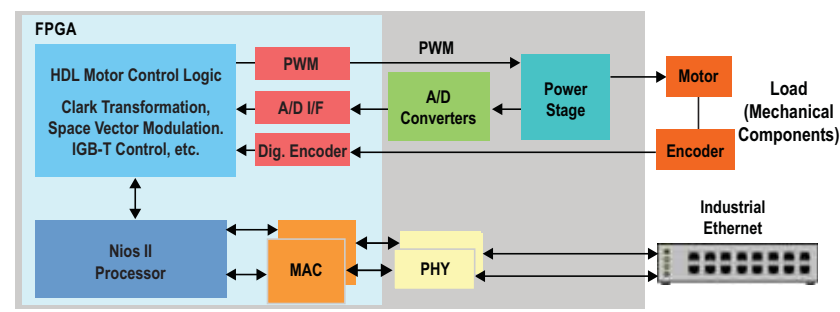 FPGA
HDL Motor Control Logic
Clark Transformation,
Space Vector Modulation.
IGB-T Control, etc.
PWM
A/D I/F
Dig. Encoder
PWM
A/D
Converters
Power
Stage
Motor
Encoder
Load
(Mechanical
Components)
Nios II
Processor
MAC
PHY
Industrial
Ethernet